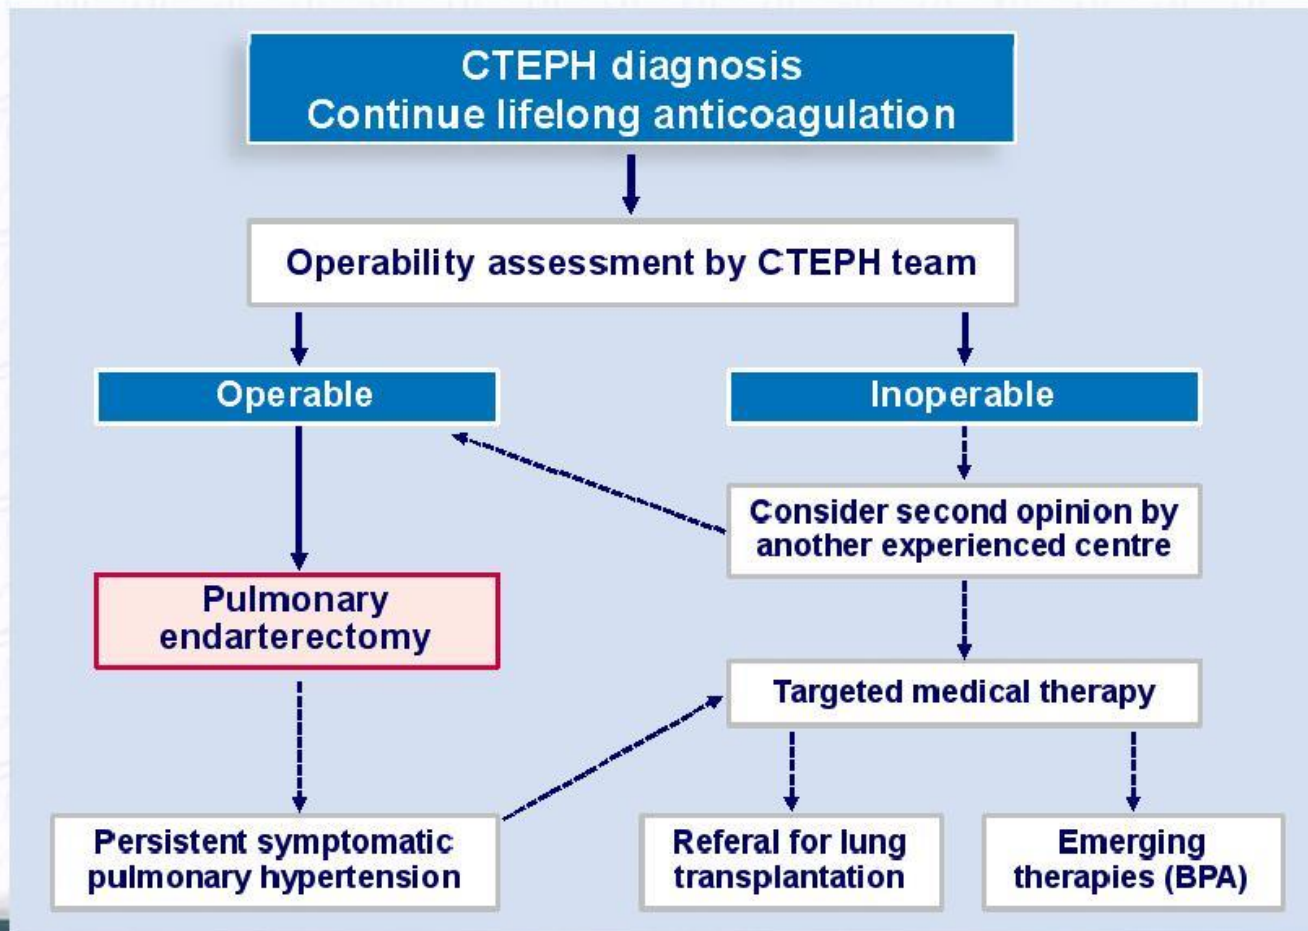 CTEPH diagnosis
Continue lifelong anticoagulation
Operability assessment by CTEPH team
Operable
Inoperable
Consider second opinion by
another experienced centre
Pulmonary
endarterectomy
Targeted medical therapy
Persistent symptomatic
pulmonary hypertension
Referal for lung
transplantation
Emerging
therapies (BPA)